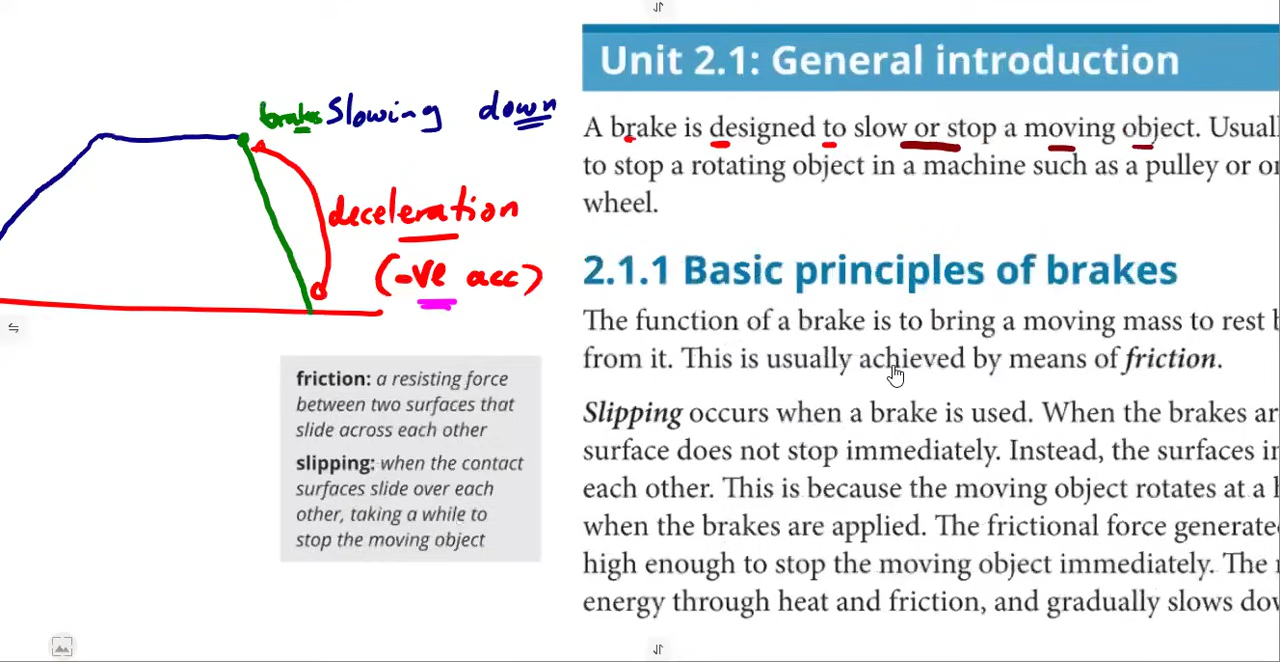 brakes Slowing down
deceleration
(-ve acc)
friction: a resisting force
between two surfaces that
slide across each other
slipping: when the contact
surfaces slide over each
other, taking a while to
stop the moving object
Unit 2.1: General introduction
A brake is designed to slow or stop a moving object. Usual
to stop a rotating object in a machine such as a pulley or
wheel.
2.1.1 Basic principles of brakes
The function of a brake is to bring a moving mass to rest
from it. This is usually achieved by means of friction.
Slipping occurs when a brake is used. When the brakes
surface does not stop immediately. Instead, the surfaces
each other. This is because the moving object rotates at a
when the brakes are applied. The frictional force generate
high enough to stop the moving object immediately. The
energy through heat and friction, and gradually slows